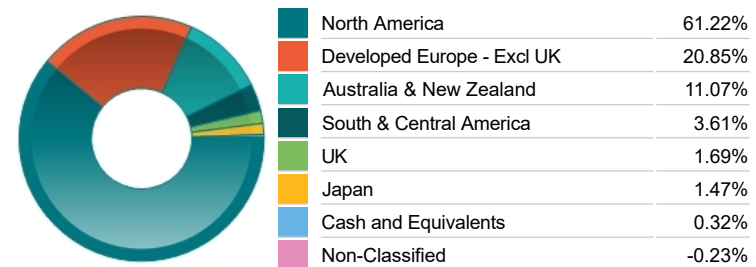 North America 61.22%
Developed Europe - Excl UK 20.85%
Australia & New Zealand 11.07%
South & Central America 3.61%
UK 1.69%
Japan 1.47%
Cash and Equivalents 0.32%
Non-Classified -0.23%